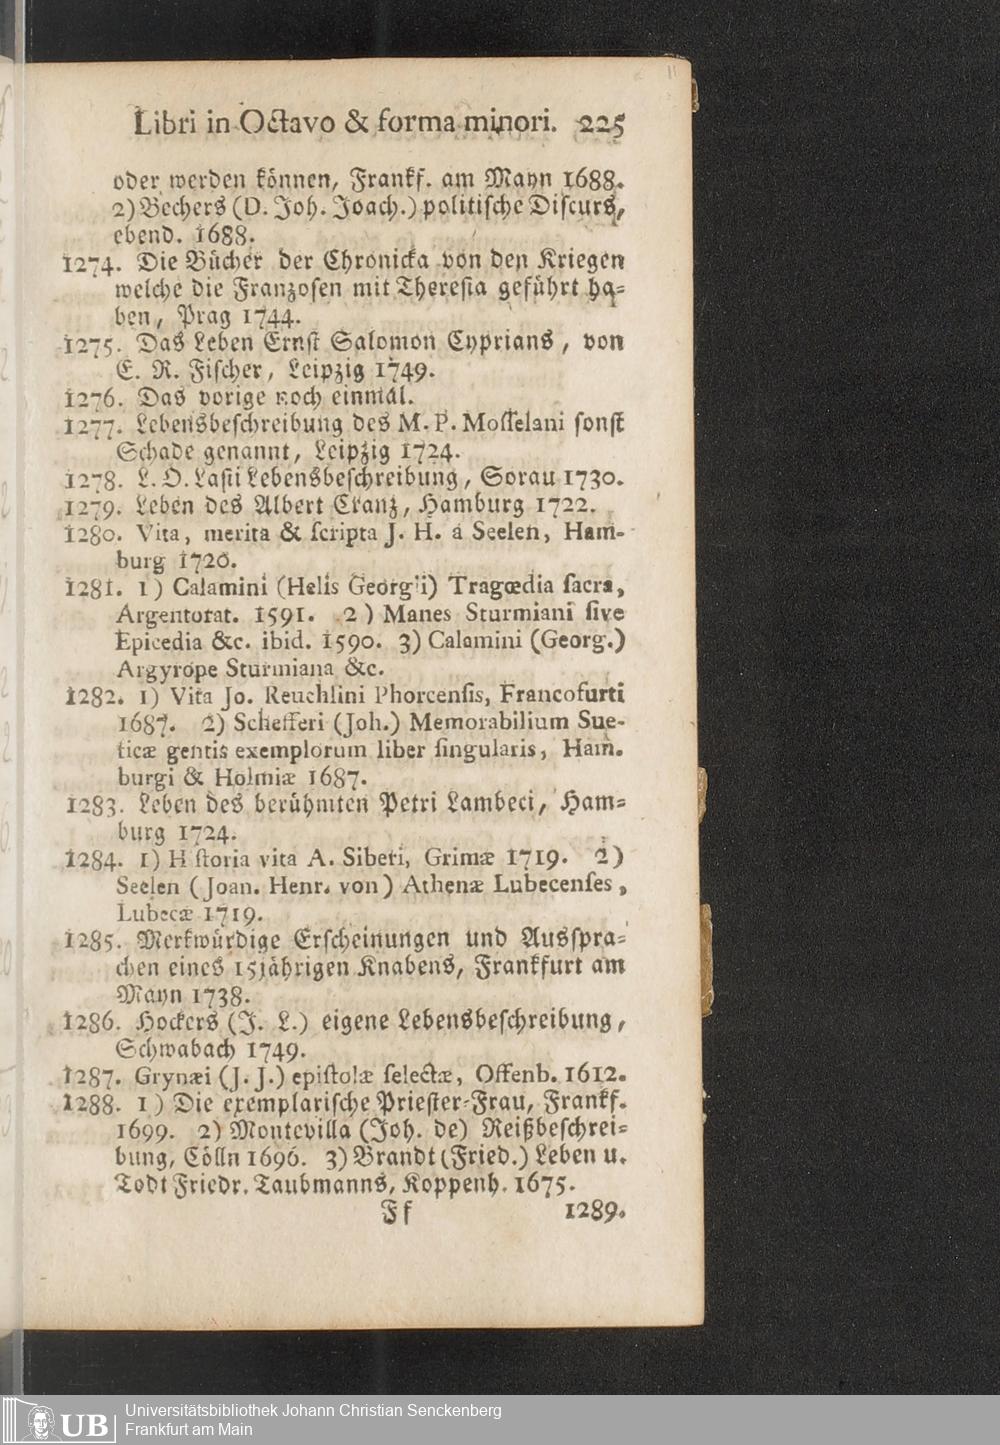 Libri in Octavo & forma minori. 225
oder werden können, Frankf. am Mayn 1688.
2) Bechers (D. Joh. Joach.) politische Discurs,
ebend. 1688.
1274. Die Bücher der Chronicka von den Kriegen
welche die Franzosen mit Theresia geführt ha-
ben, Prag 1744.
1275. Das Leben Ernst Salomon Cyprians, von
E. R. Fischer, Leipzig 1749.
1276. Das vorige noch einmal.
1277. Lebensbeschreibung des M. P. Mossellani sonst
Schade genannt, Leipzig 1724.
1278. L. O. Lasii Lebensbeschreibung, Sorau 1730.
1279. Leben des Albert Cranz, Hamburg 1722.
1280. Vita, merita & scripta J. H. á Seelen, Ham-
burg 1720.
1281. 1) Calamini (Helis Georgii) Tragœdia sacra,
Argentorat. 1591. 2) Manes Sturmiani sive
Epicedia &c. ibid. 1590. 3) Calamini (Georg.)
Argyrope Sturmiana &c.
1282. 1) Vita Jo. Reuchlini Phorcensis, Francofurti
1687. 2) Schefferi (Joh.) Memorabilium Sue-
ticæ gentis exemplorum liber singularis, Ham.
burgi & Holmiæ 1687.
1283. Leben des berühmten Petri Lambeci, Ham-
burg 1724.
1284. 1) Historia vita A. Siberi, Grimæ 1719. 2)
Seelen (Joan. Henr. von) Athenæ Lubecenses,
Lubecæ 1719.
1285. Merkwürdige Erscheinungen und Ausspra-
chen eines 15jährigen Knabens, Frankfurt am
Mayn 1738.
1286. Hockers (J. L.) eigene Lebensbeschreibung,
Schwabach 1749.
1287. Grynæi (J. J.) epistolæ selectæ, Offenb. 1612.
1288. 1) Die exemplarische Priester-Frau, Frankf.
1699. 2) Montevilla (Joh. de) Reißbeschrei-
bung, Cölln 1696. 3) Brandt (Fried.) Leben u.
Todt Friedr. Taubmanns, Koppenh. 1675.
Ff 1289.
UB Universitätsbibliothek Johann Christian Senckenberg
Frankfurt am Main